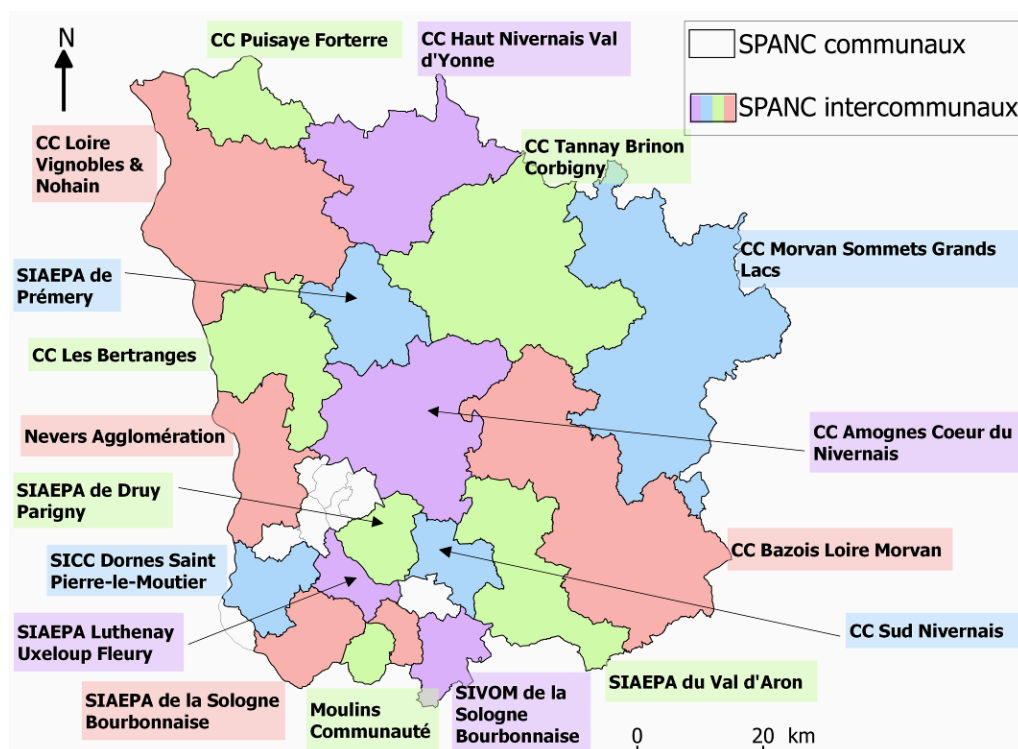 N
CC Puisaye Forterre
CC Haut Nivernais Val
d'Yonne
SPANC communaux
SPANC intercommunaux
CC Loire
Vignobles &
Nohain
CC Tannay Brinon
Corbigny
CC Morvan Sommets Grands
Lacs
SIAEPA de
Prémery
CC Les Bertranges
Nevers Agglomération
CC Amognes Coeur du
Nivernais
SIAEPA de Druy
Parigny
SICC Dornes Saint
Pierre-le-Moutier
CC Bazois Loire Morvan
SIAEPA Luthenay
Uxeloup Fleury
CC Sud Nivernais
SIAEPA du Val d'Aron
SIAEPA de la Sologne
Bourbonnaise
Moulins
Communauté
SIVOM de la
Sologne
Bourbonnaise
0 20 km